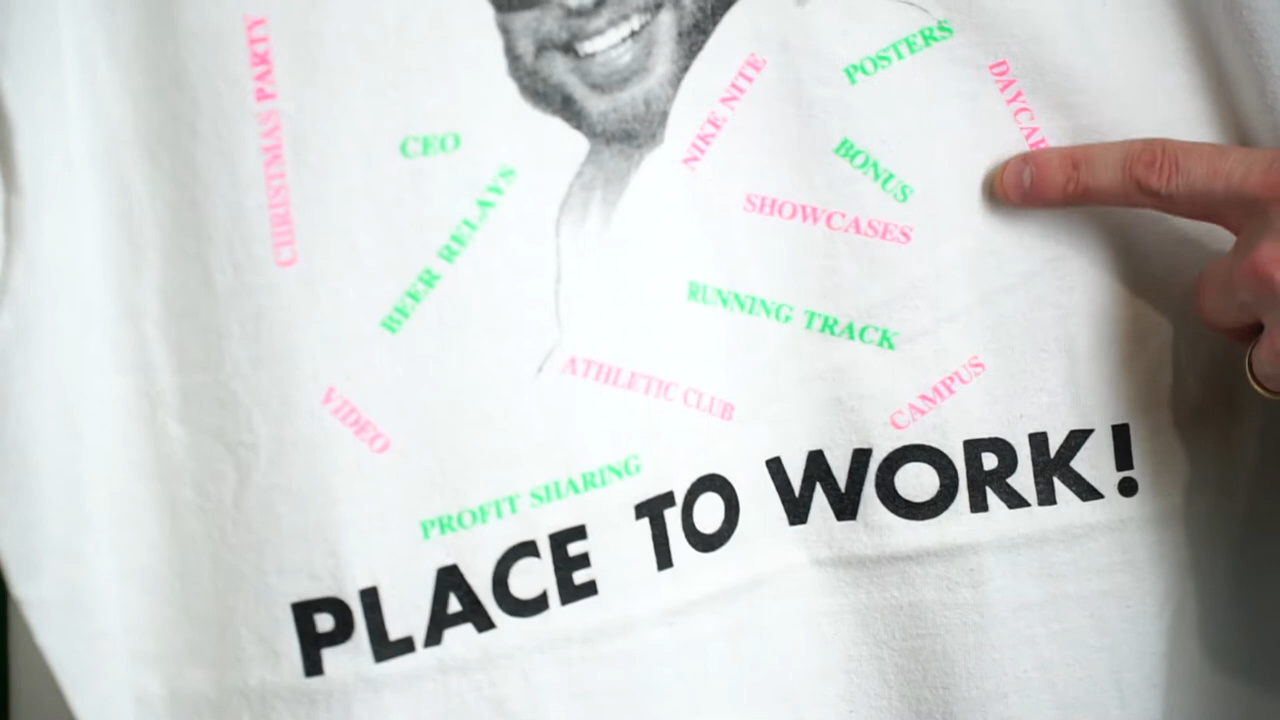 CHRISTMAS PARTY
CEO
BEER RELAYS
NIKE NITE
POSTERS
BONUS
SHOWCASES
RUNNING TRACK
ATHLETIC CLUB
CAMPUS
VIDEO
PROFIT SHARING
PLACE TO WORK!